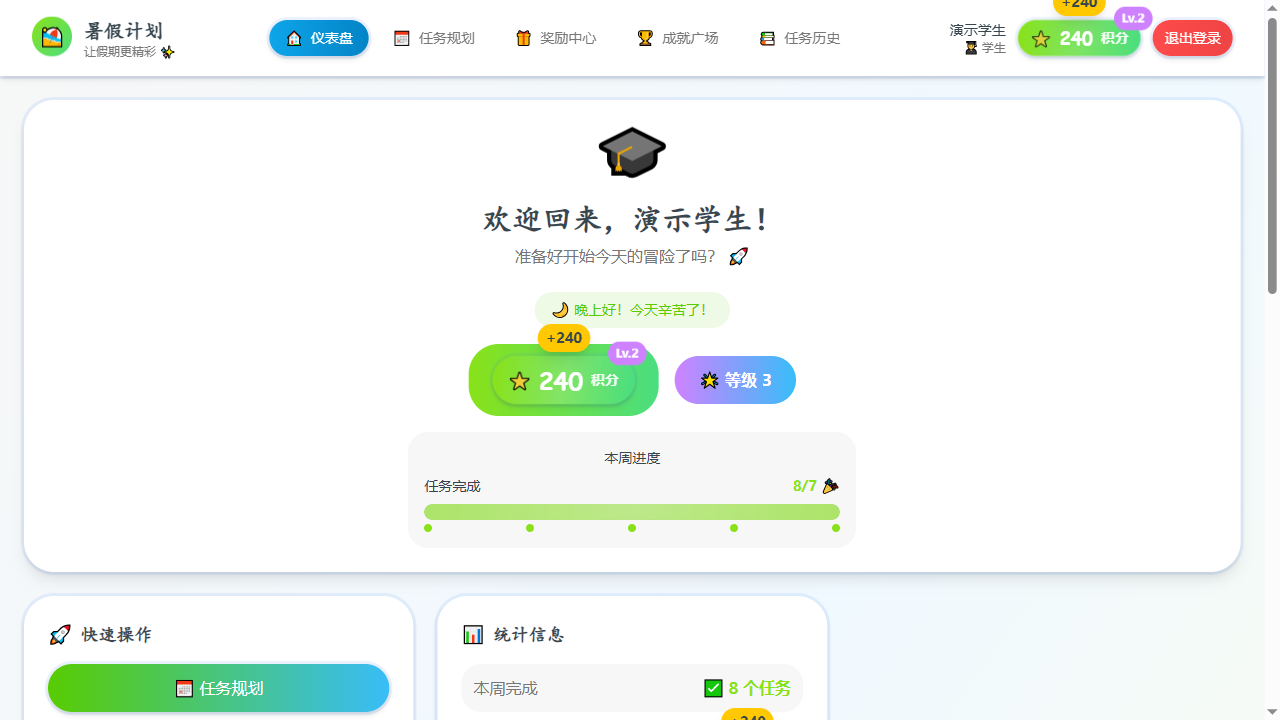 暑假计划
让假期更精彩 ✨
仪表盘
任务规划
奖励中心
成就广场
任务历史
演示学生
学生
+240
240 积分
Lv.2
退出登录
欢迎回来，演示学生！
准备好开始今天的冒险了吗？ 🚀
🌙 晚上好！今天辛苦了！
+240
Lv.2
240 积分
等级 3
本周进度
任务完成
8/7
快速操作
任务规划
统计信息
本周完成
✅ 8 个任务
+240